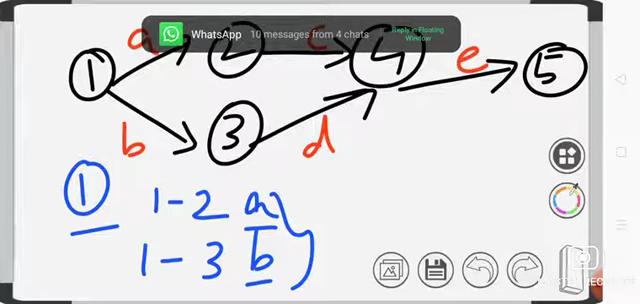 WhatsApp 10 messages from 4 chats Reply in Floating Window
a c
1 2 4 e 5
b 3 d
1 1-2 a
1-3 b